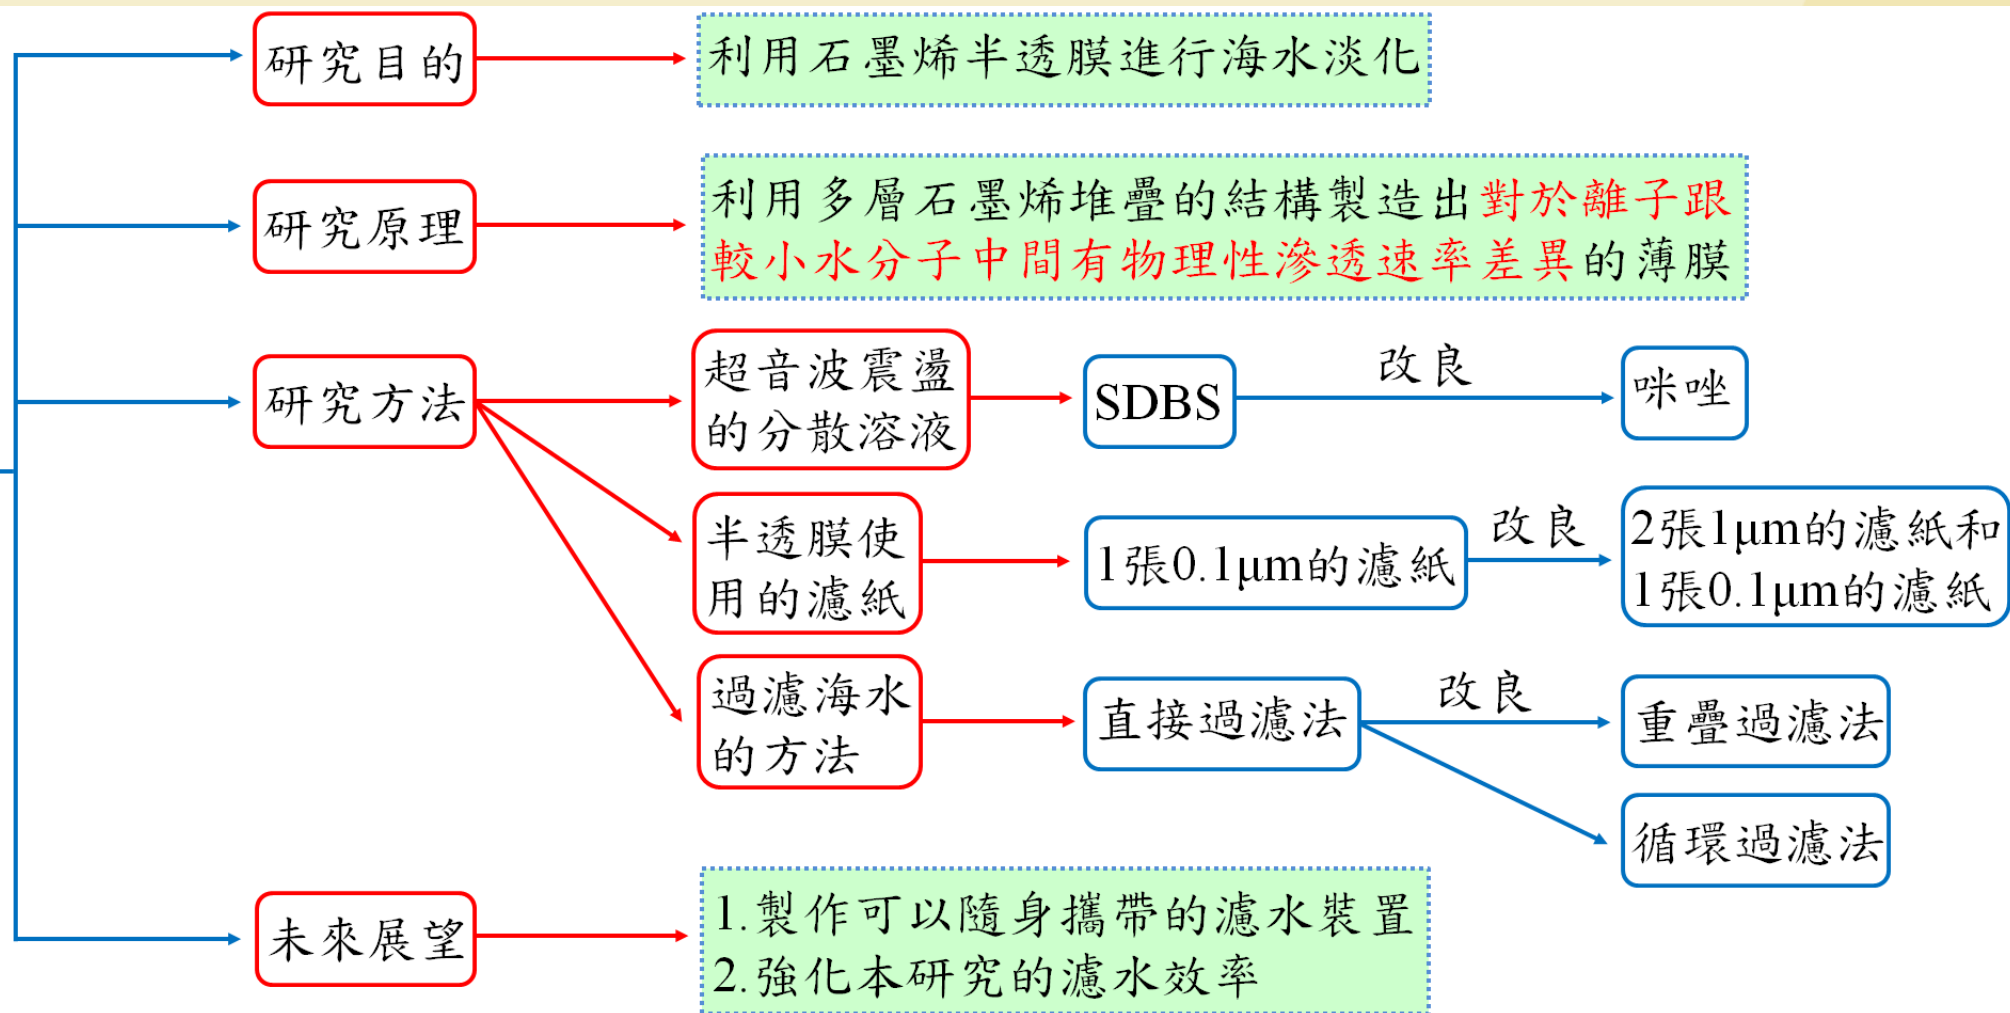 研究目的
利用石墨烯半透膜進行海水淡化
研究原理
利用多層石墨烯堆疊的結構製造出對於離子跟
較小水分子中間有物理性滲透速率差異的薄膜
研究方法
超音波震盪
的分散溶液
SDBS
改良
咪唑
半透膜使
用的濾紙
1張0.1μm的濾紙
改良
2張1μm的濾紙和
1張0.1μm的濾紙
過濾海水
的方法
直接過濾法
改良
重疊過濾法
循環過濾法
未來展望
1.製作可以隨身攜帶的濾水裝置
2.強化本研究的濾水效率